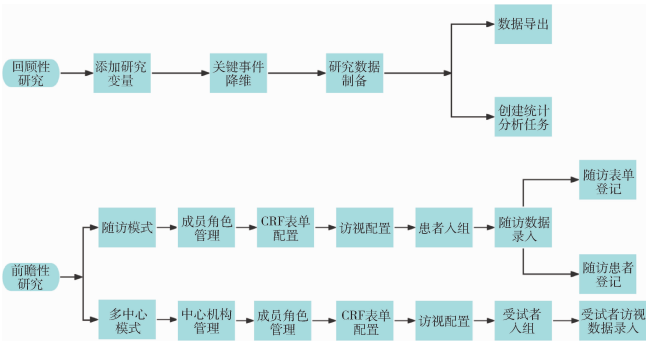 数据导出
回顾性
研究
添加研究
变量
关键事件
降维
研究数据
制备
创建统计
分析任务
随访表单
登记
随访模式
成员角色
管理
CRF表单
配置
访视配置
患者入组
随访数据
录入
前瞻性
研究
随访患者
登记
多中心
模式
中心机构
管理
成员角色
管理
CRF表单
配置
访视配置
受试者
入组
受试者访视
数据录入